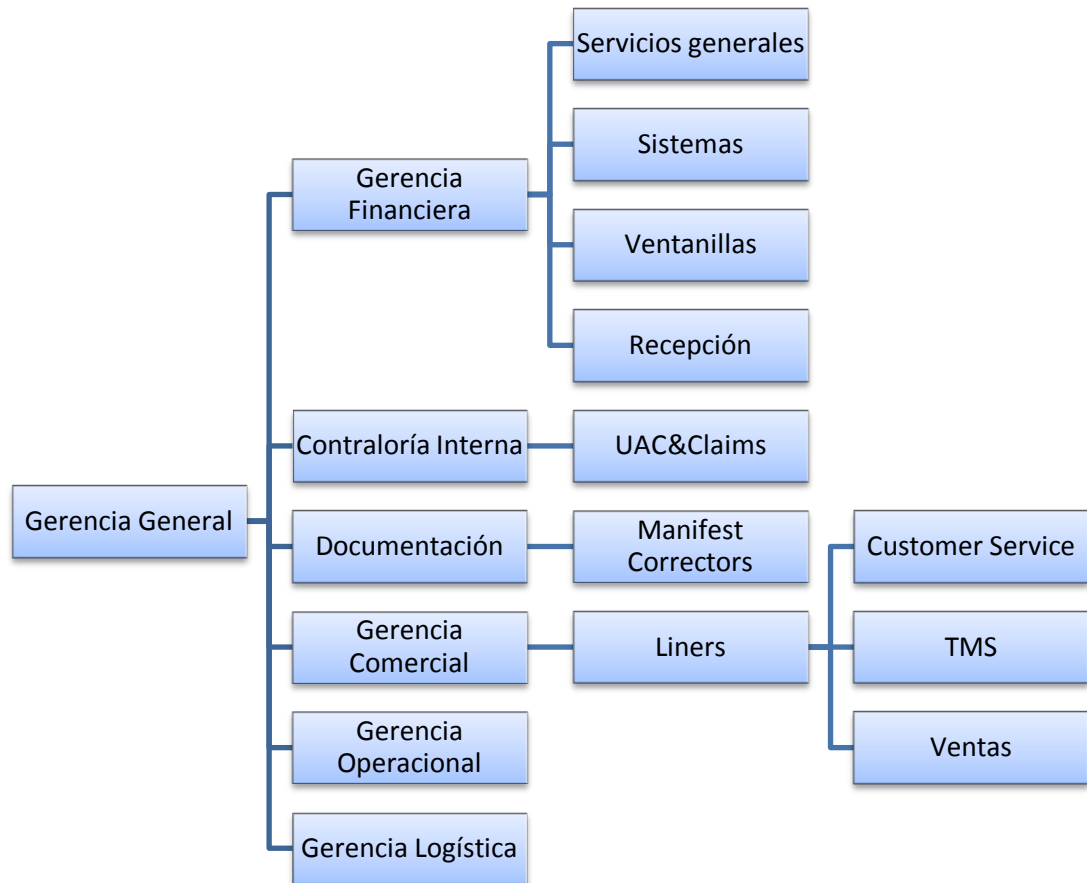 Servicios generales
Sistemas
Gerencia
Financiera
Ventanillas
Recepción
Contraloría Interna
UAC&Claims
Gerencia General
Documentación
Manifest
Correctors
Customer Service
Gerencia
Comercial
Liners
TMS
Gerencia
Operacional
Ventas
Gerencia Logística